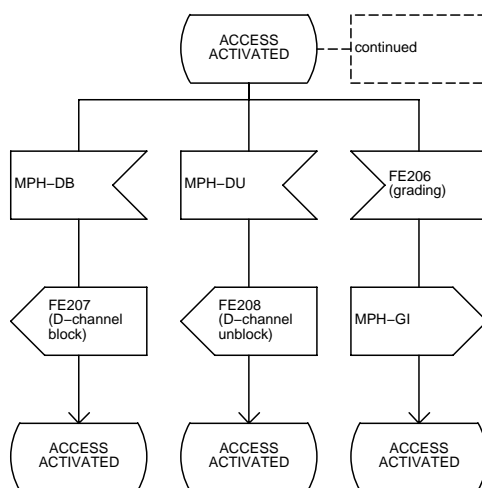 ACCESS
ACTIVATED
continued
MPH−DB
MPH−DU
FE206
(grading)
FE207
(D−channel
block)
FE208
(D−channel
unblock)
MPH−GI
ACCESS
ACTIVATED
ACCESS
ACTIVATED
ACCESS
ACTIVATED